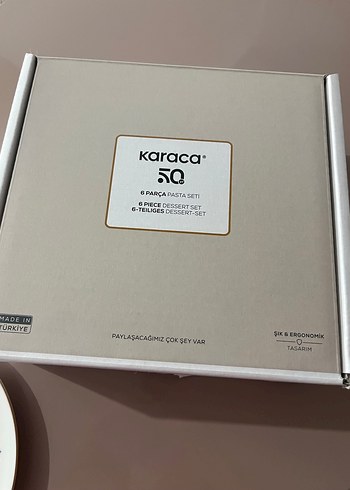 Karaca®
50
6 PARÇA PASTA SETİ
6 PIECE DESSERT SET
6-TEILIGES DESSERT-SET
MADE IN
TÜRKİYE
PAYLAŞACAĞIMIZ ÇOK ŞEY VAR
ŞIK & ERGONOMİK
TASARIM